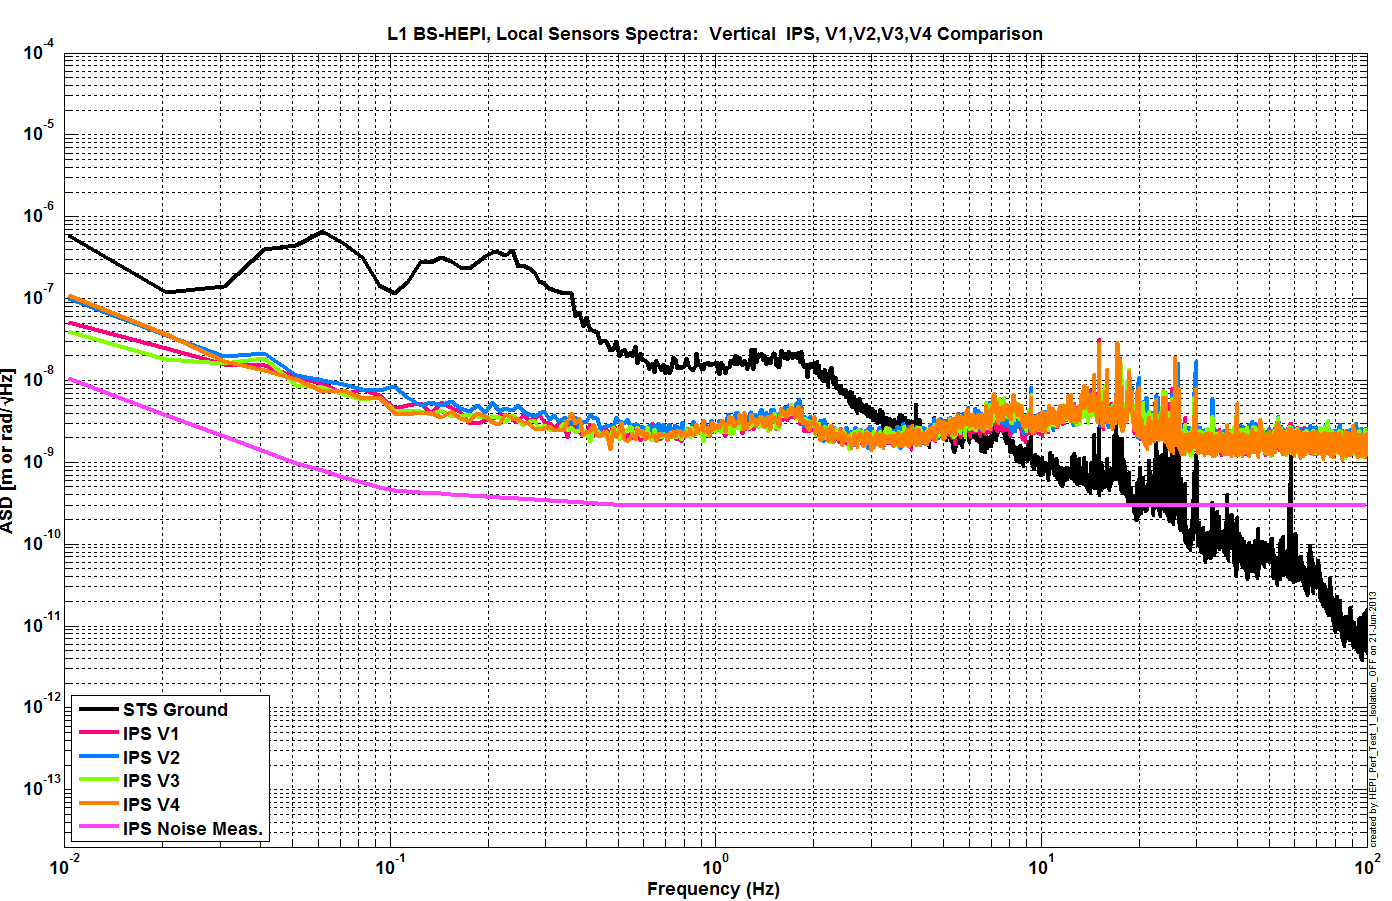 L1 BS-HEPI, Local Sensors Spectra:  Vertical  IPS, V1,V2,V3,V4 Comparison
10^-4
10^-5
10^-6
10^-7
10^-8
10^-9
10^-10
10^-11
10^-12
10^-13
ASD [m or rad/ √Hz]
STS Ground
IPS V1
IPS V2
IPS V3
IPS V4
IPS Noise Meas.
10^-2
10^-1
10^0
10^1
10^2
Frequency (Hz)
created by HEPI_Perf_Test_1_Isolation_OFF on 21-Jun-2013